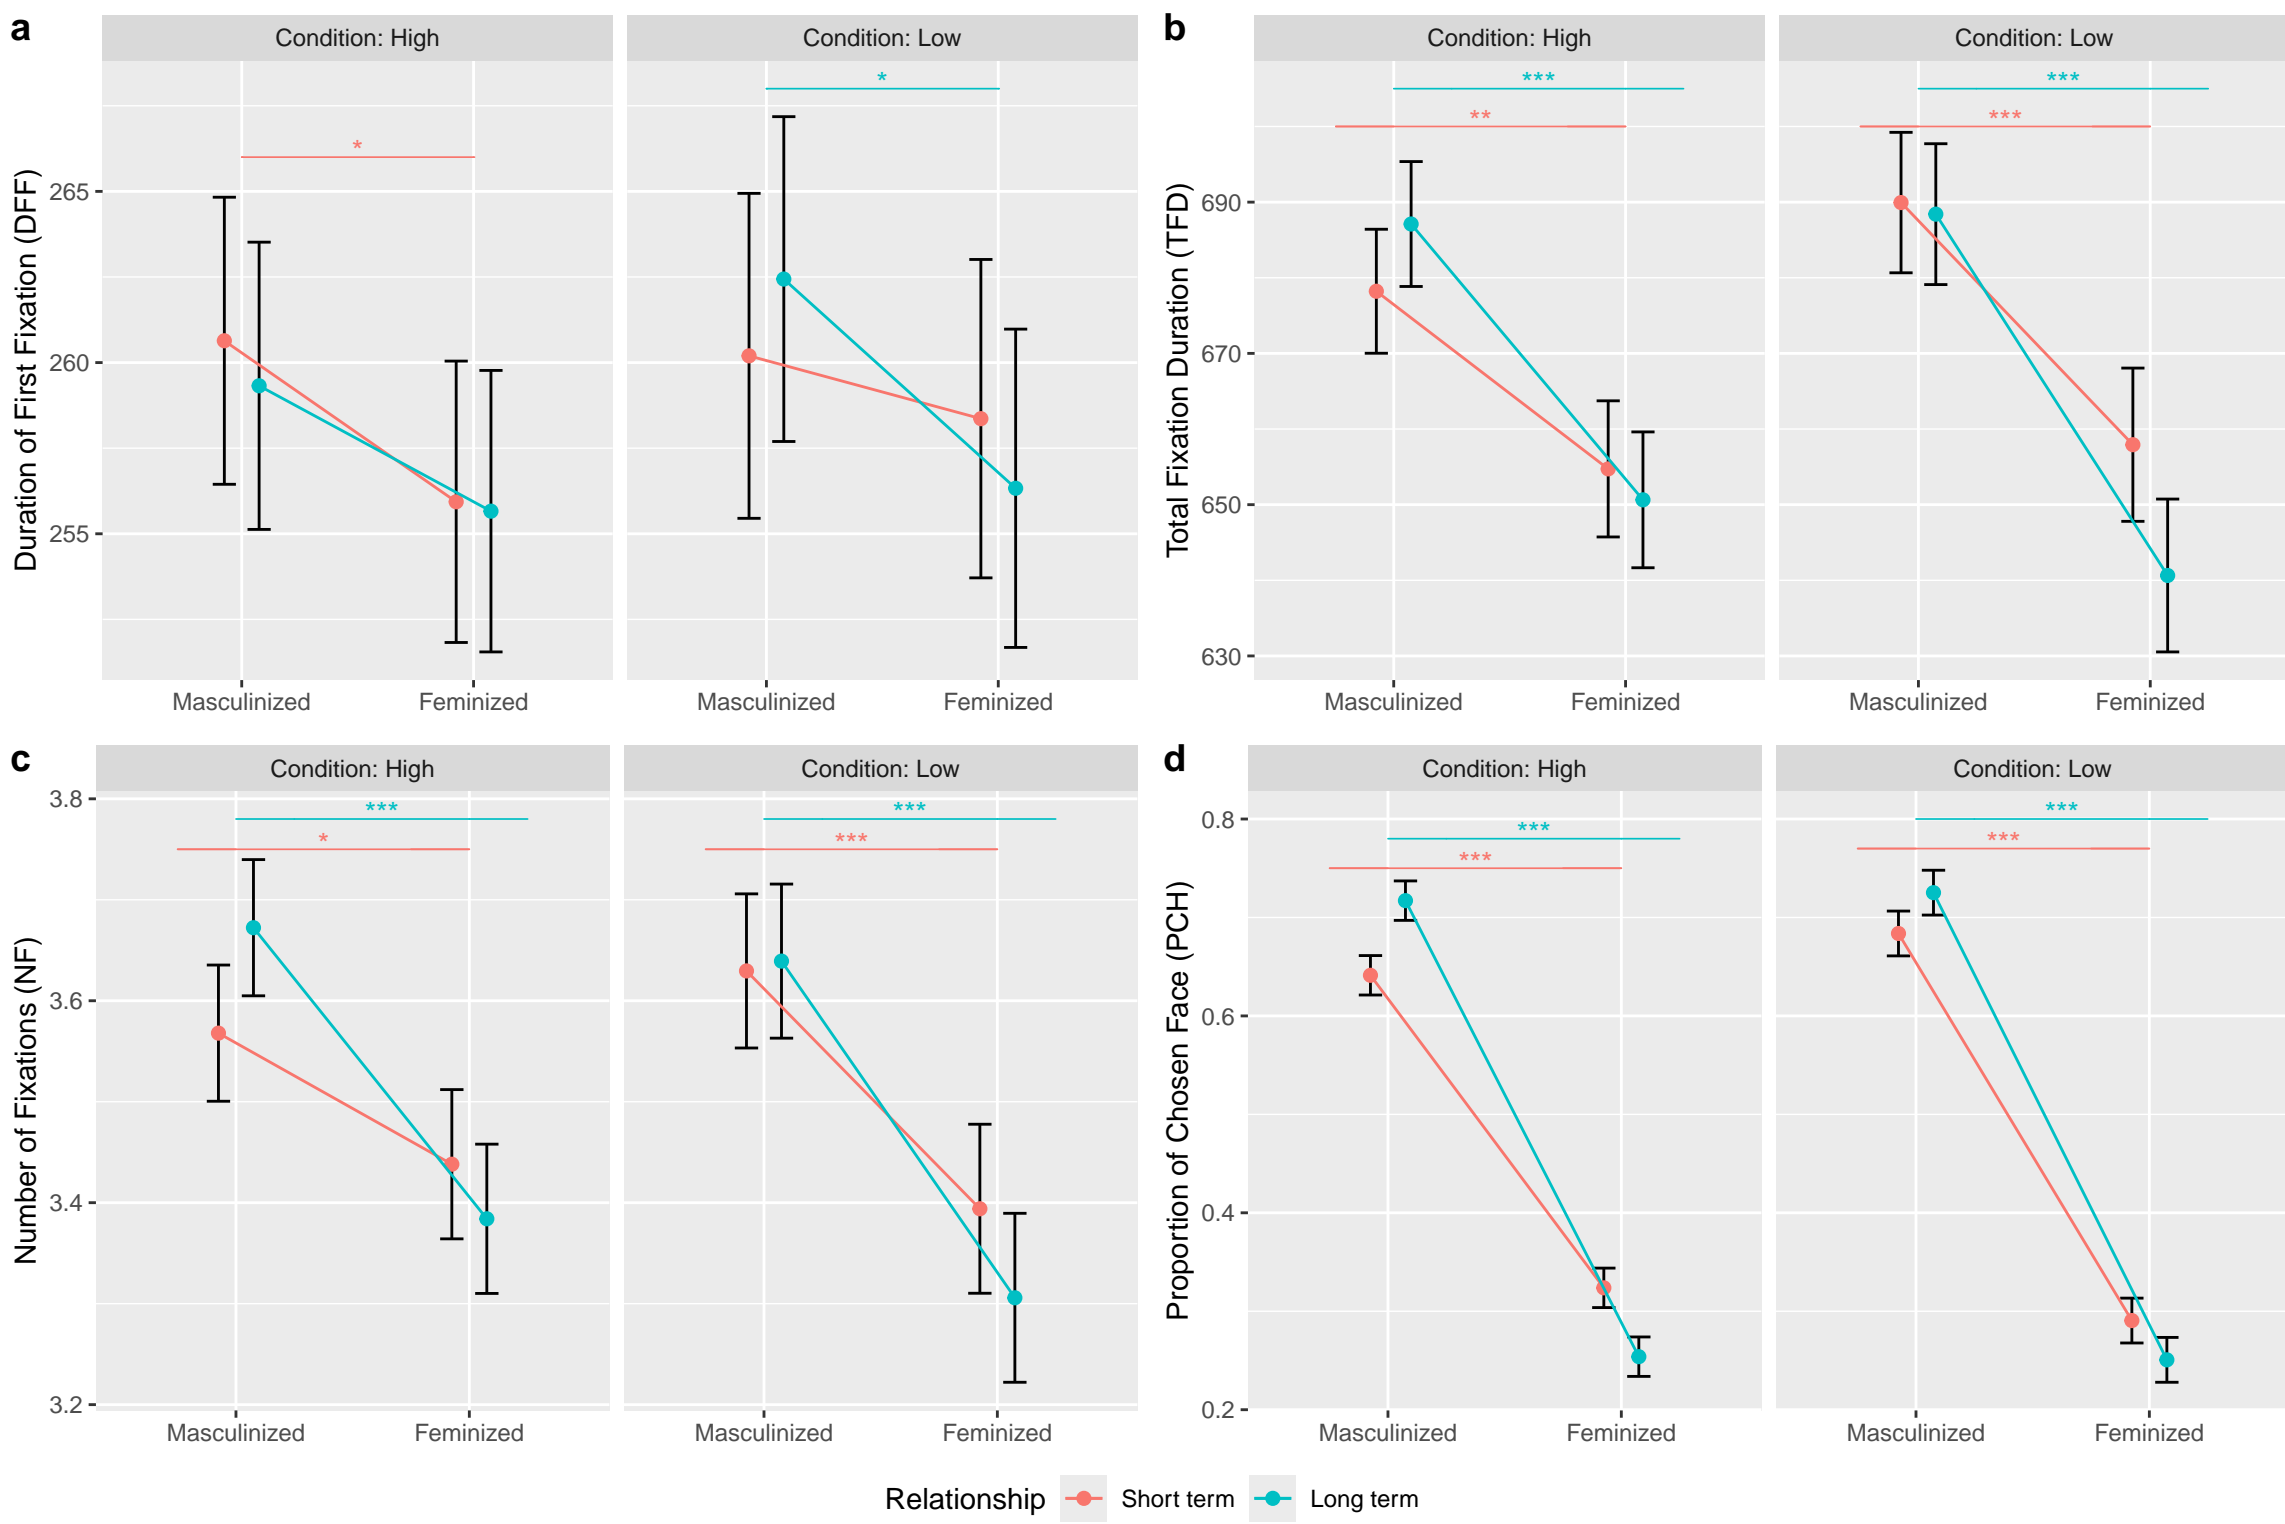 a
Condition: High
Condition: Low
*
*
Duration of First Fixation (DFF)
265
260
255
Masculinized
Feminized
Masculinized
Feminized
b
Condition: High
Condition: Low
***
**
***
***
Total Fixation Duration (TFD)
690
670
650
630
Masculinized
Feminized
Masculinized
Feminized
c
Condition: High
Condition: Low
***
*
***
***
Number of Fixations (NF)
3.8
3.6
3.4
3.2
Masculinized
Feminized
Masculinized
Feminized
d
Condition: High
Condition: Low
***
***
***
***
Proportion of Chosen Face (PCH)
0.8
0.6
0.4
0.2
Masculinized
Feminized
Masculinized
Feminized
Relationship Short term Long term